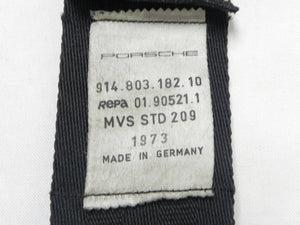 PORSCHE
914.803.182.10
Repa 01.90521.1
MVS STD 209
1973
MADE IN GERMANY